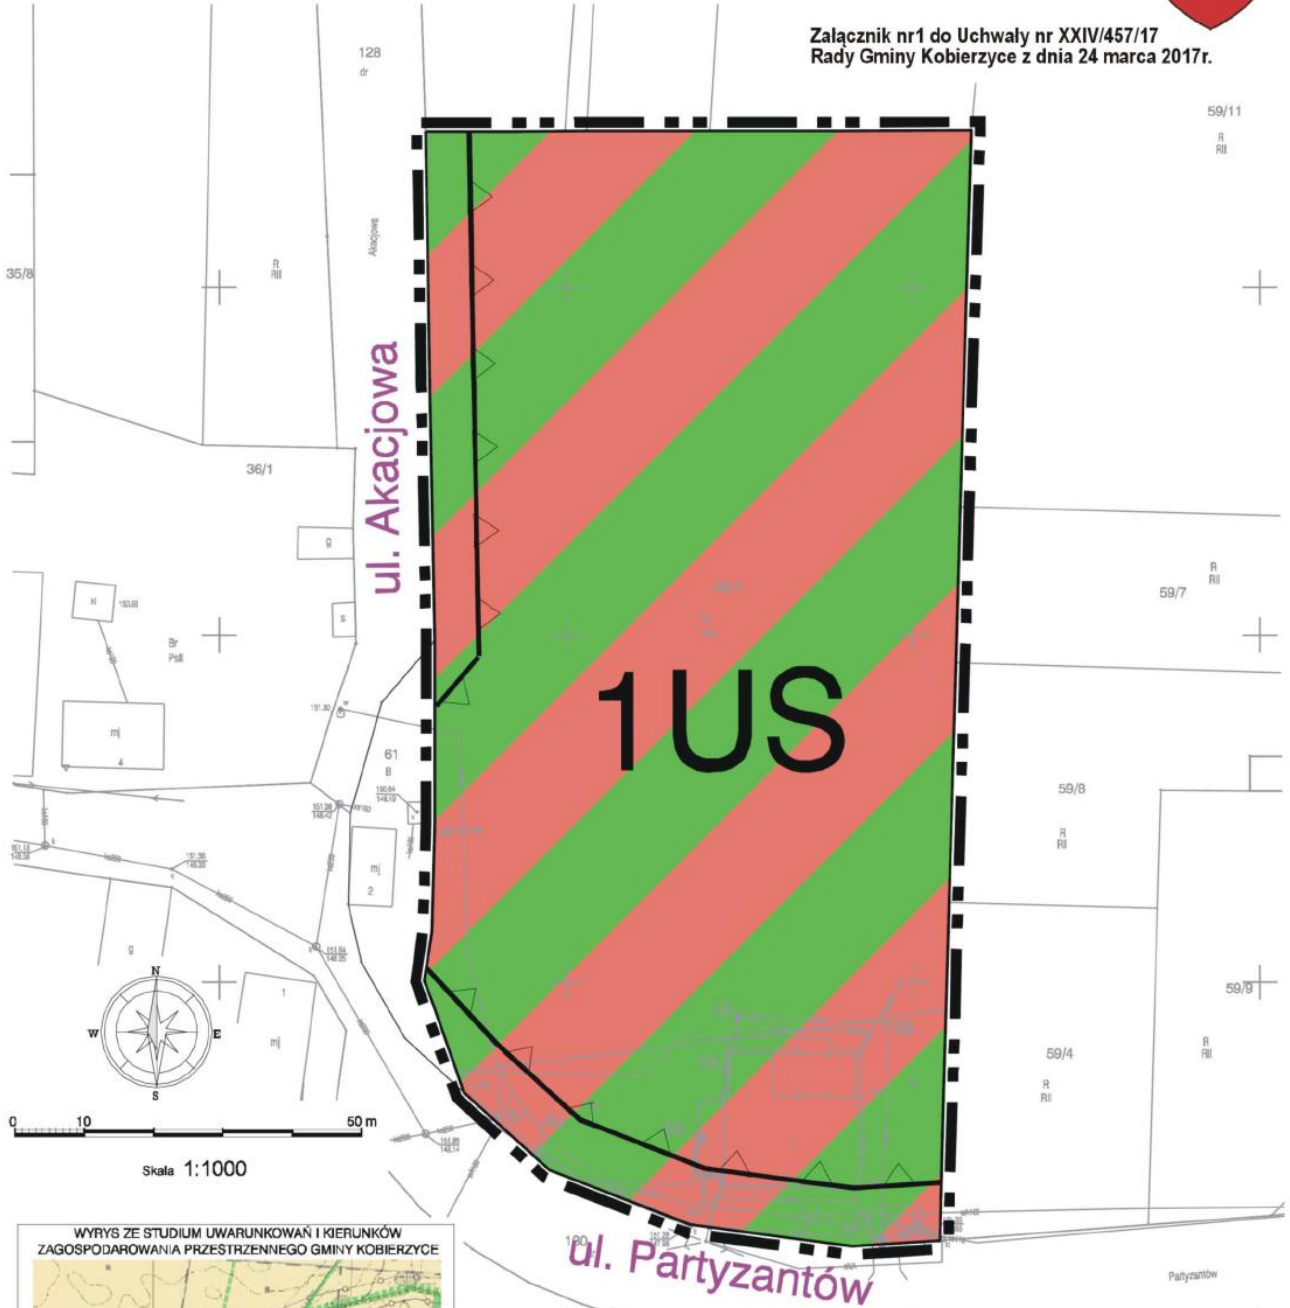 Załącznik nr1 do Uchwały nr XXIV/457/17
Rady Gminy Kobierzyce z dnia 24 marca 2017r.
128
dr
59/11
R
RII
Akacjowa
35/8
R
RII
ul. Akacjowa
36/1
g
s
R
RII
59/7
Br
PsII
1US
mj
4
61
B
59/8
R
RII
mj
2
g
1
mj
59/9
R
RII
59/4
R
RII
N
W
E
S
0 10 50 m
Skala 1:1000
WYRYS ZE STUDIUM UWARUNKOWAŃ I KIERUNKÓW
ZAGOSPODAROWANIA PRZESTRZENNEGO GMINY KOBIERZYCE
ul. Partyzantów
Partyzantów